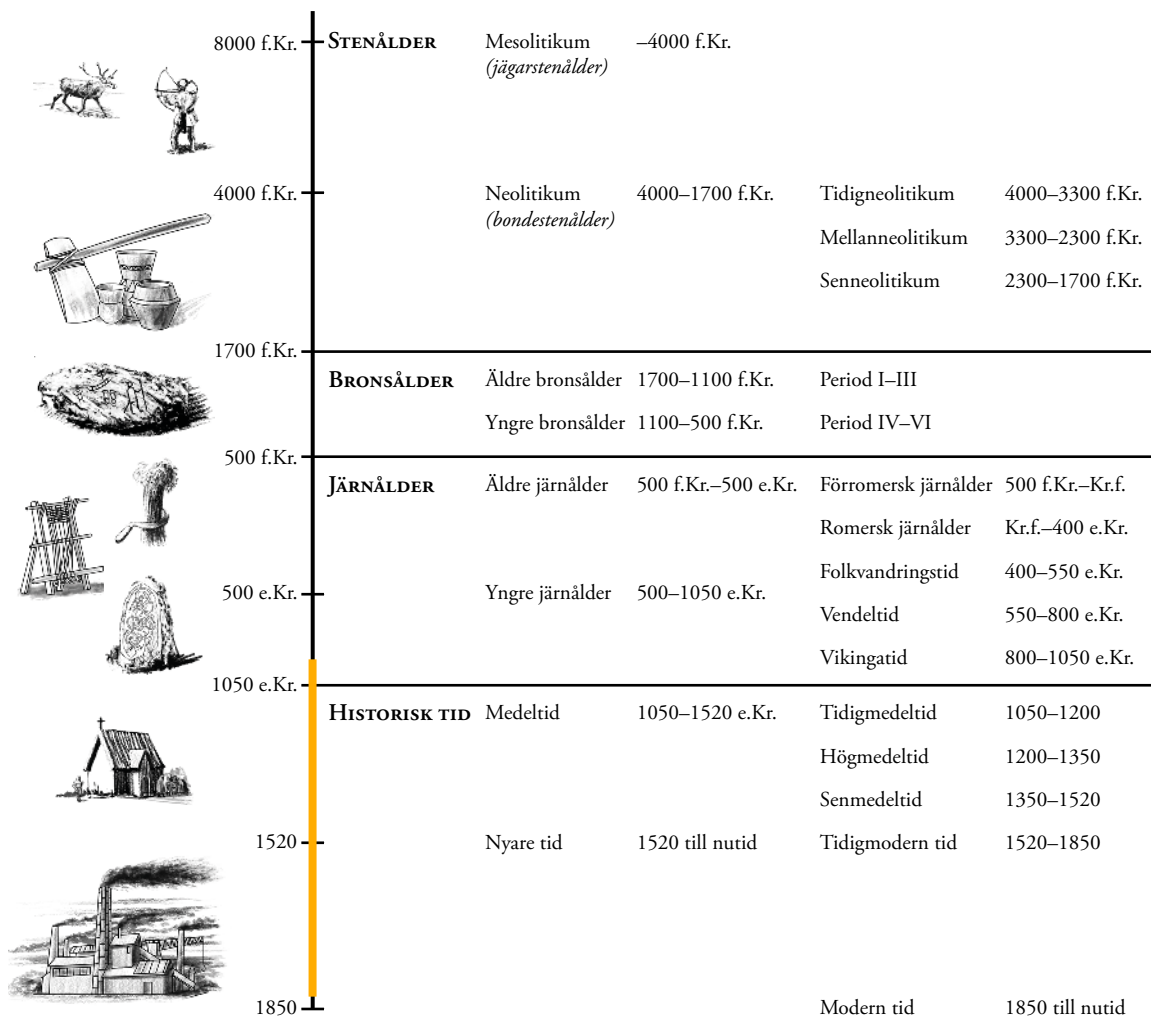 8000 f.Kr. STENÅLDER Mesolitikum –4000 f.Kr.
(jägarstenålder)
4000 f.Kr. Neolitikum 4000–1700 f.Kr. Tidigneolitikum 4000–3300 f.Kr.
(bondestenålder)
Mellanneolitikum 3300–2300 f.Kr.
Senneolitikum 2300–1700 f.Kr.
1700 f.Kr.
BRONSÅLDER Äldre bronsålder 1700–1100 f.Kr. Period I–III
Yngre bronsålder 1100–500 f.Kr. Period IV–VI
500 f.Kr.
JÄRNÅLDER Äldre järnålder 500 f.Kr.–500 e.Kr. Förromersk järnålder 500 f.Kr.–Kr.f.
Romersk järnålder Kr.f.–400 e.Kr.
Folkvandringstid 400–550 e.Kr.
500 e.Kr. Yngre järnålder 500–1050 e.Kr.
Vendeltid 550–800 e.Kr.
Vikingatid 800–1050 e.Kr.
1050 e.Kr.
HISTORISK TID Medeltid 1050–1520 e.Kr. Tidigmedeltid 1050–1200
Högmedeltid 1200–1350
Senmedeltid 1350–1520
1520 Nyare tid 1520 till nutid Tidigmodern tid 1520–1850
1850 Modern tid 1850 till nutid